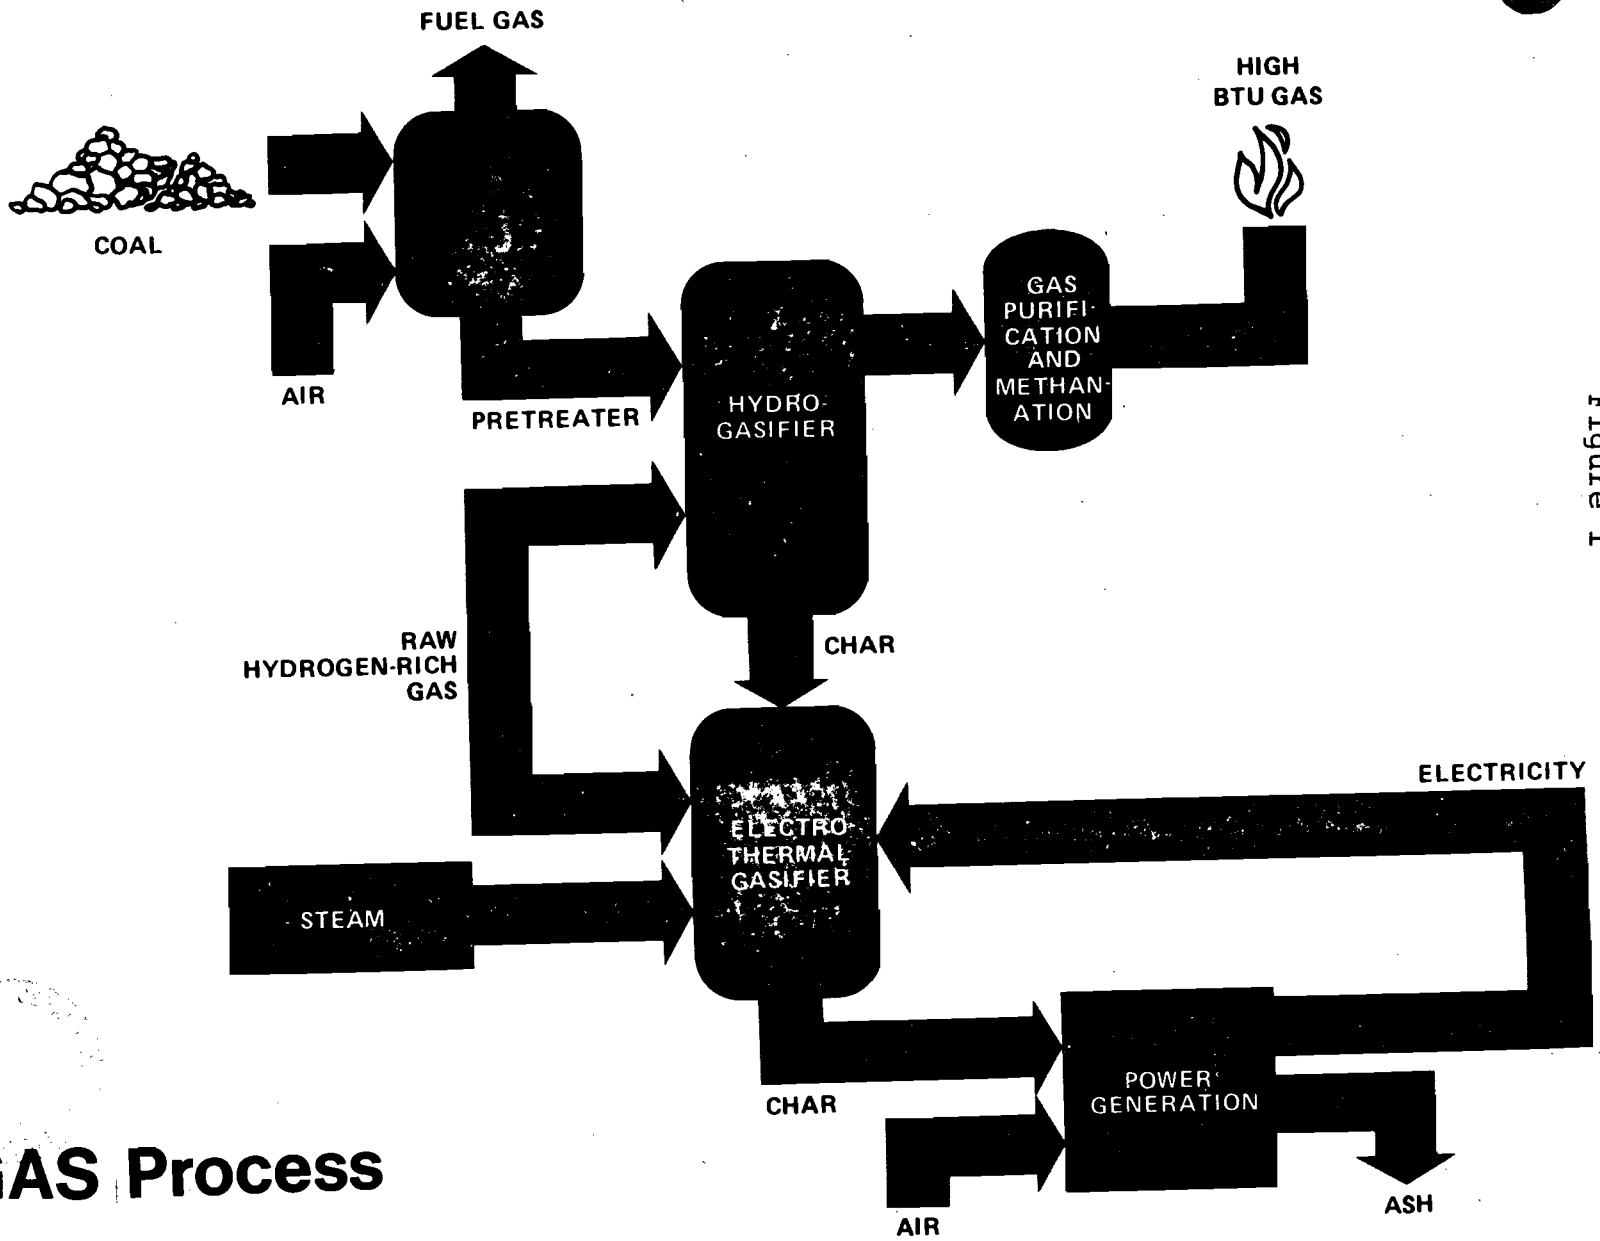 FUEL GAS
HIGH
BTU GAS
COAL
AIR
PRETREATER
HYDRO-
GASIFIER
GAS
PURIFI-
CATION
AND
METHAN-
ATION
Figure 1
RAW
HYDROGEN-RICH
GAS
CHAR
ELECTRICITY
ELECTRO
THERMAL
GASIFIER
STEAM
CHAR
POWER
GENERATION
AIR
ASH
GAS Process